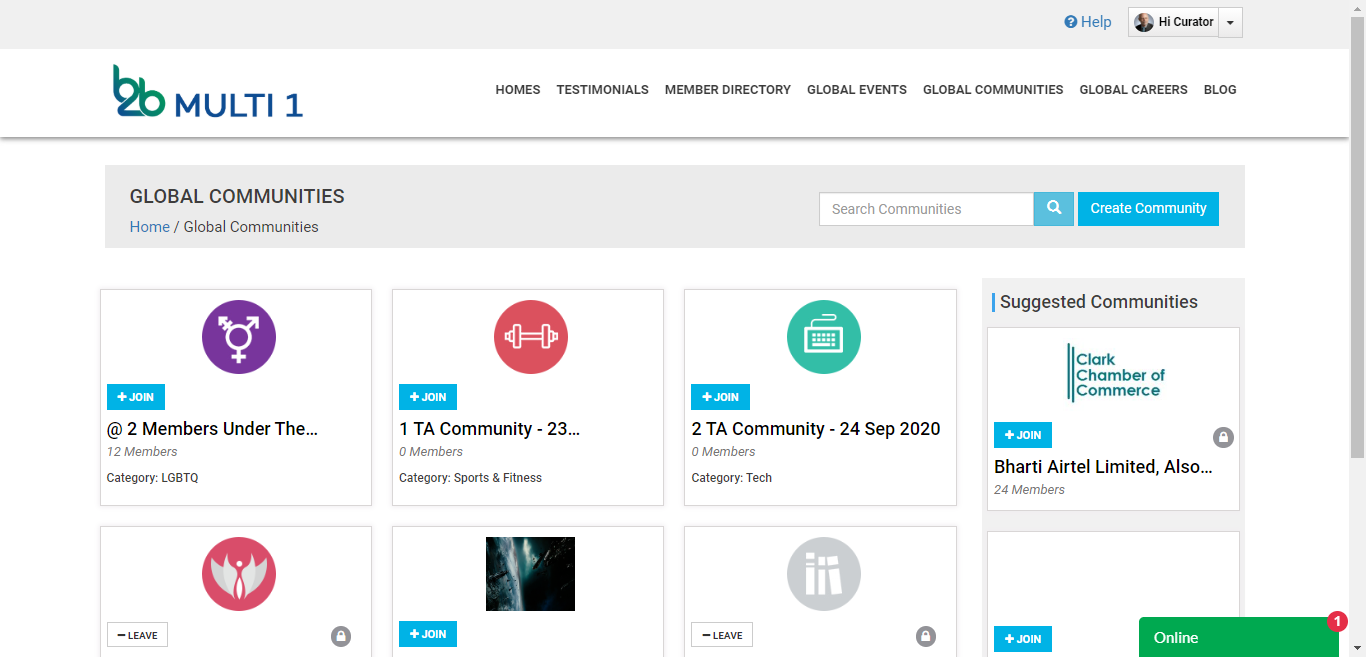 Help
Hi Curator
b2b MULTI 1
HOMES TESTIMONIALS MEMBER DIRECTORY GLOBAL EVENTS GLOBAL COMMUNITIES GLOBAL CAREERS BLOG
GLOBAL COMMUNITIES
Home / Global Communities
Search Communities
Create Community
JOIN
@ 2 Members Under The...
12 Members
Category: LGBTQ
JOIN
1 TA Community - 23...
0 Members
Category: Sports & Fitness
JOIN
2 TA Community - 24 Sep 2020
0 Members
Category: Tech
LEAVE
JOIN
LEAVE
Suggested Communities
Clark
Chamber of
Commerce
JOIN
Bharti Airtel Limited, Also...
24 Members
JOIN
Online
1